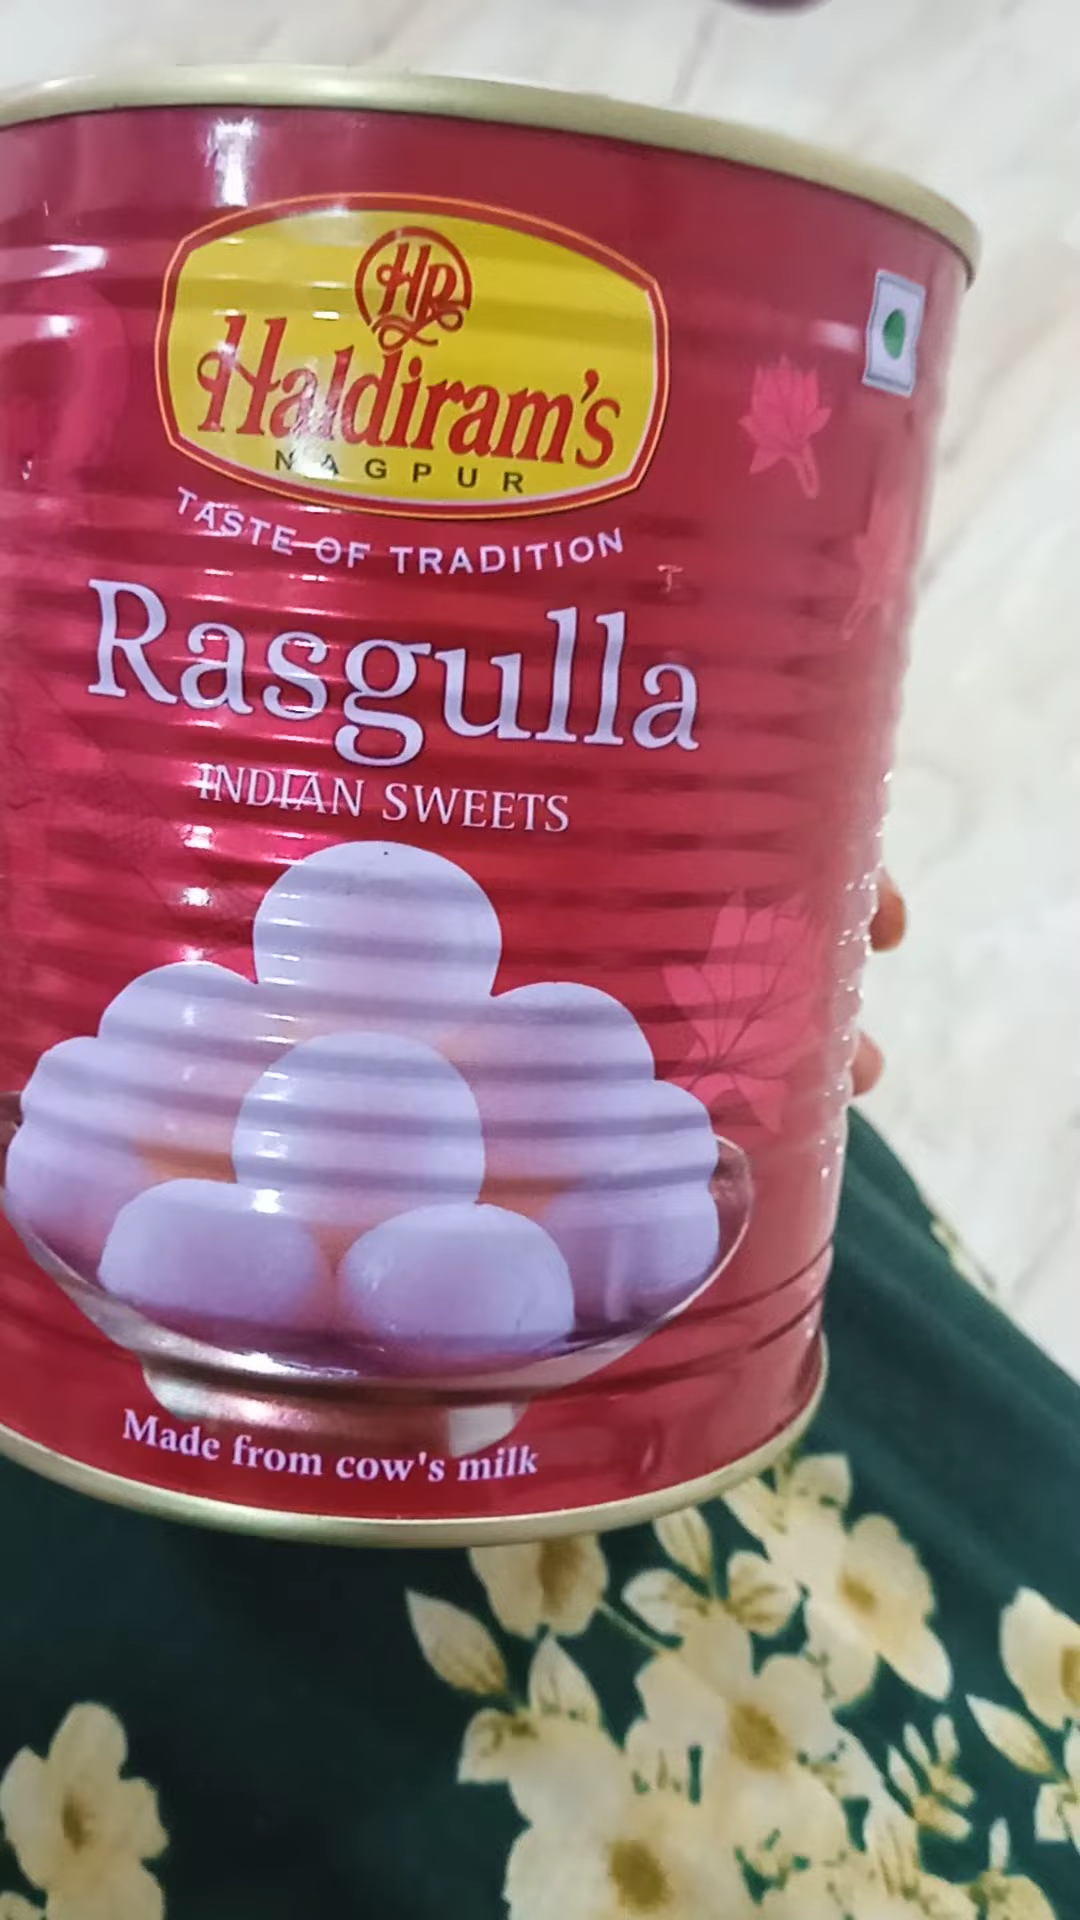 HR
Haldiram's
NAGPUR
TASTE OF TRADITION
Rasgulla
INDIAN SWEETS
Made from cow's milk